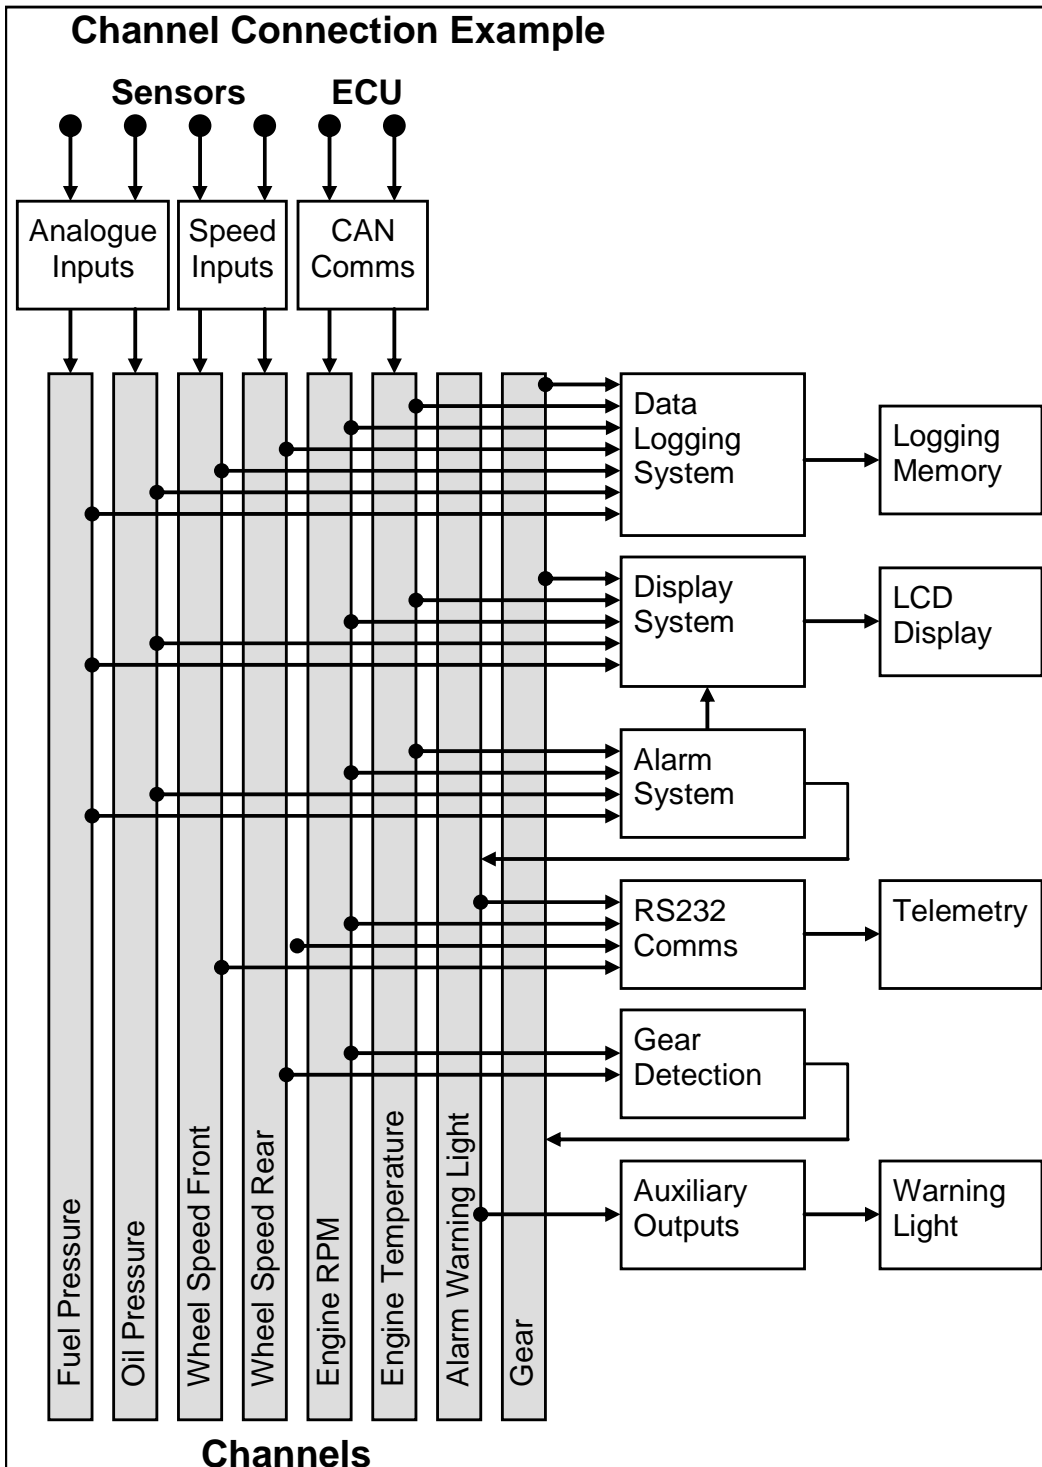 Channel Connection Example
Sensors
ECU
Analogue
Inputs
Speed
Inputs
CAN
Comms
Data
Logging
System
Logging
Memory
Display
System
LCD
Display
Alarm
System
RS232
Comms
Telemetry
Gear
Detection
Auxiliary
Outputs
Warning
Light
Fuel Pressure
Oil Pressure
Wheel Speed Front
Wheel Speed Rear
Engine RPM
Engine Temperature
Alarm Warning Light
Gear
Channels